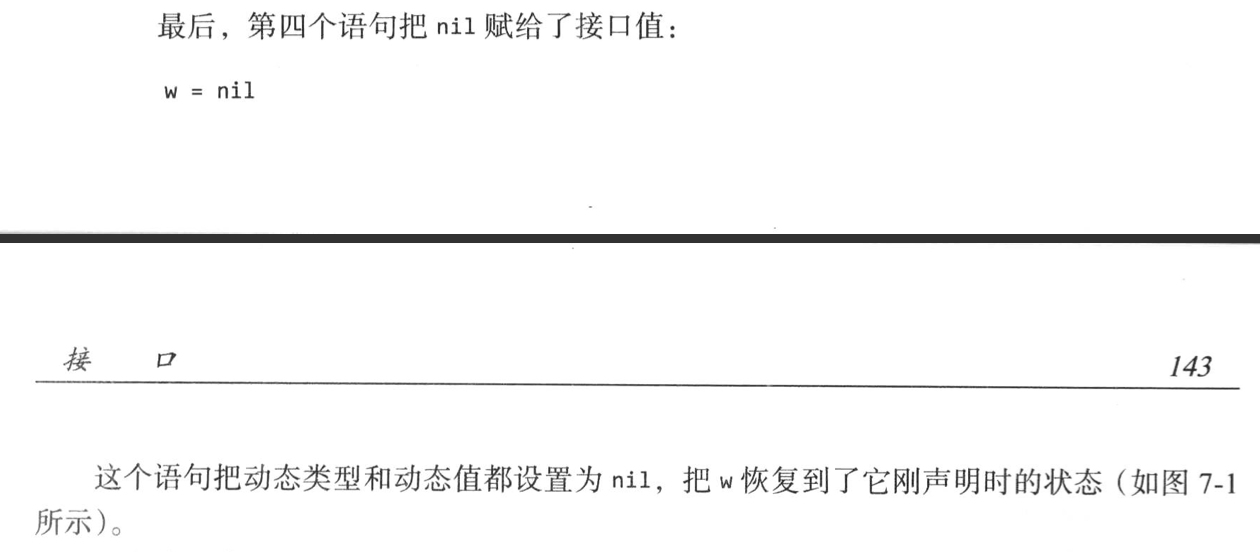 最后，第四个语句把 nil 赋给了接口值：
w = nil
接 口 143
这个语句把动态类型和动态值都设置为 nil，把 w 恢复到了它刚声明时的状态（如图 7-1
所示）。